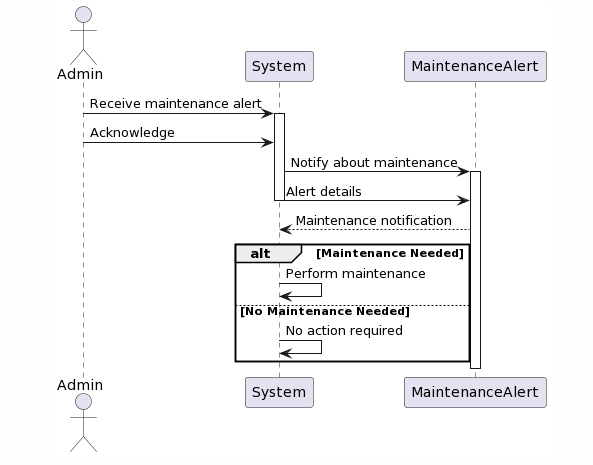 Admin
System
MaintenanceAlert
Receive maintenance alert
Acknowledge
Notify about maintenance
Alert details
Maintenance notification
alt [Maintenance Needed]
Perform maintenance
[No Maintenance Needed]
No action required
Admin
System
MaintenanceAlert